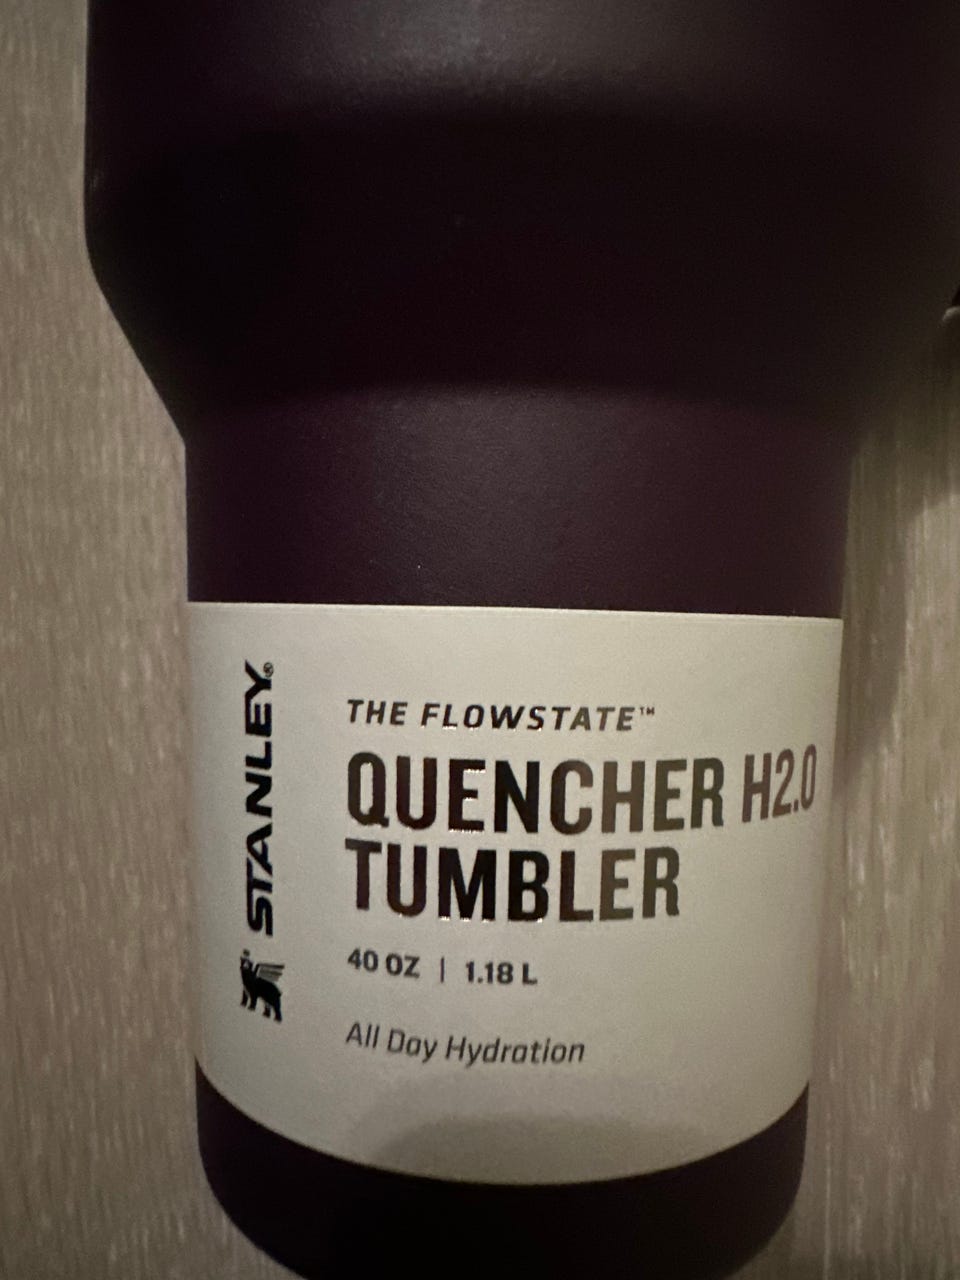 STANLEY®
THE FLOWSTATE™
QUENCHER H2.0
TUMBLER
40 OZ | 1.18 L
All Day Hydration